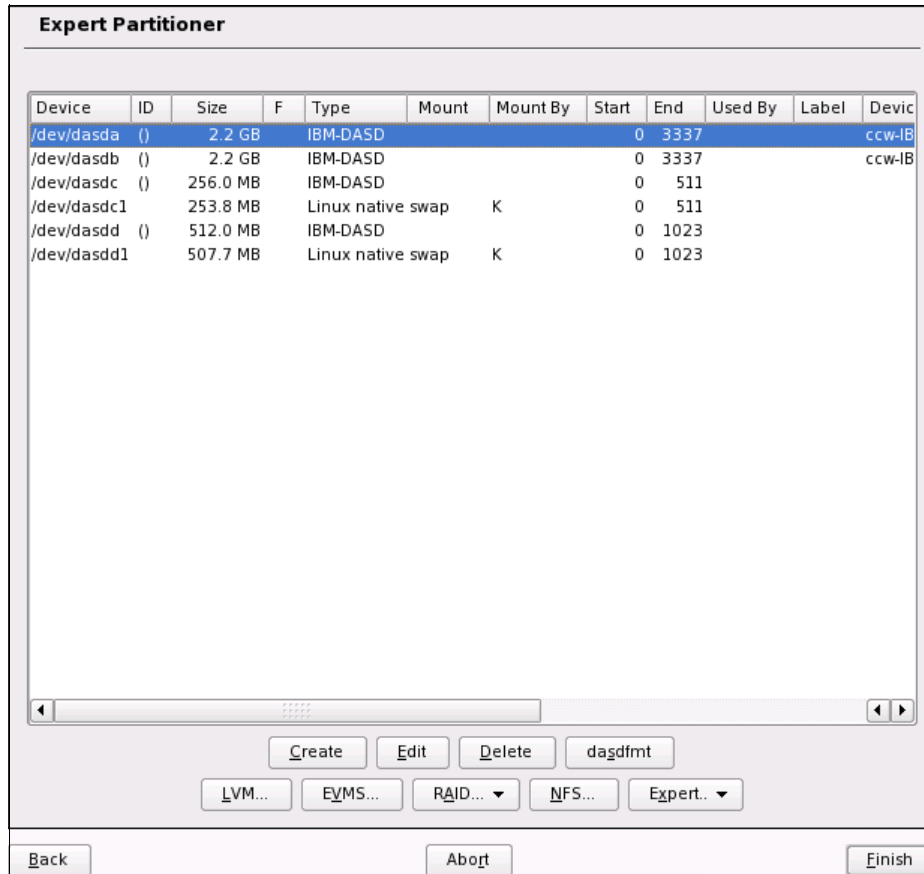 Expert Partitioner
Device ID Size F Type Mount Mount By Start End Used By Label Devic
/dev/dasda () 2.2 GB IBM-DASD 0 3337 ccw-IB
/dev/dasdb () 2.2 GB IBM-DASD 0 3337 ccw-IB
/dev/dasdc () 256.0 MB IBM-DASD 0 511
/dev/dasdc1 253.8 MB Linux native swap K 0 511
/dev/dasdd () 512.0 MB IBM-DASD 0 1023
/dev/dasdd1 507.7 MB Linux native swap K 0 1023
Create Edit Delete dasdfmt
LVM... EVMS... RAID... NFS... Expert..
Back Abort Finish